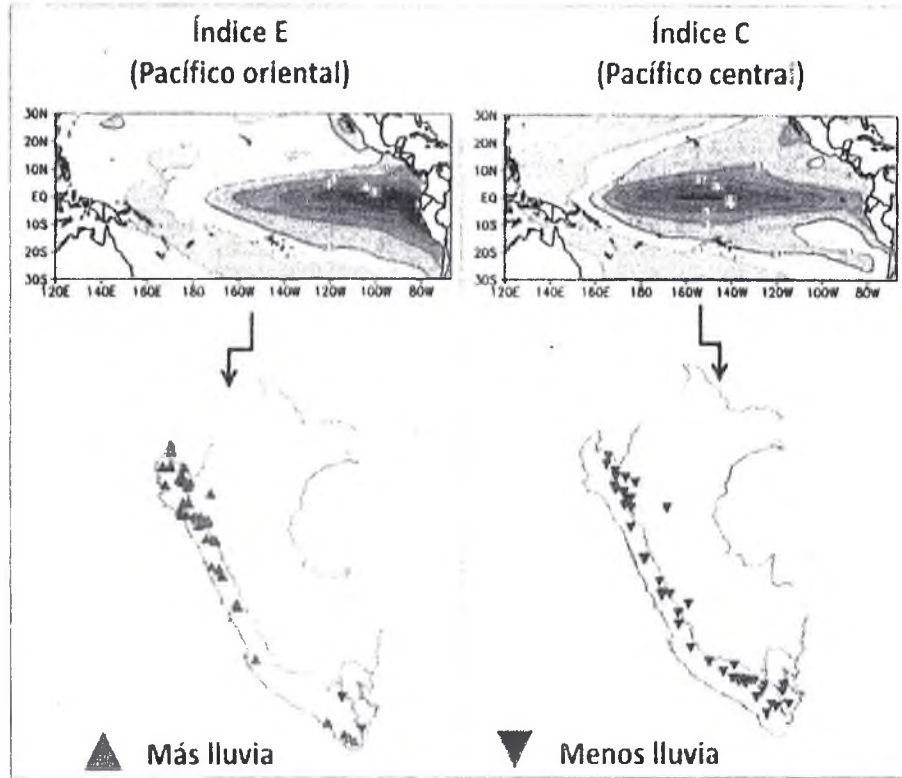 Índice E
(Pacífico oriental)
Índice C
(Pacífico central)
30N
20N
10N
EQ
10S
20S
30S
120E 140E 160E 180 160W 140W 120W 100W 80W
30N
20N
10N
EQ
10S
20S
30S
120E 140E 160E 180 160W 140W 120W 100W 80W
Más lluvia
Menos lluvia